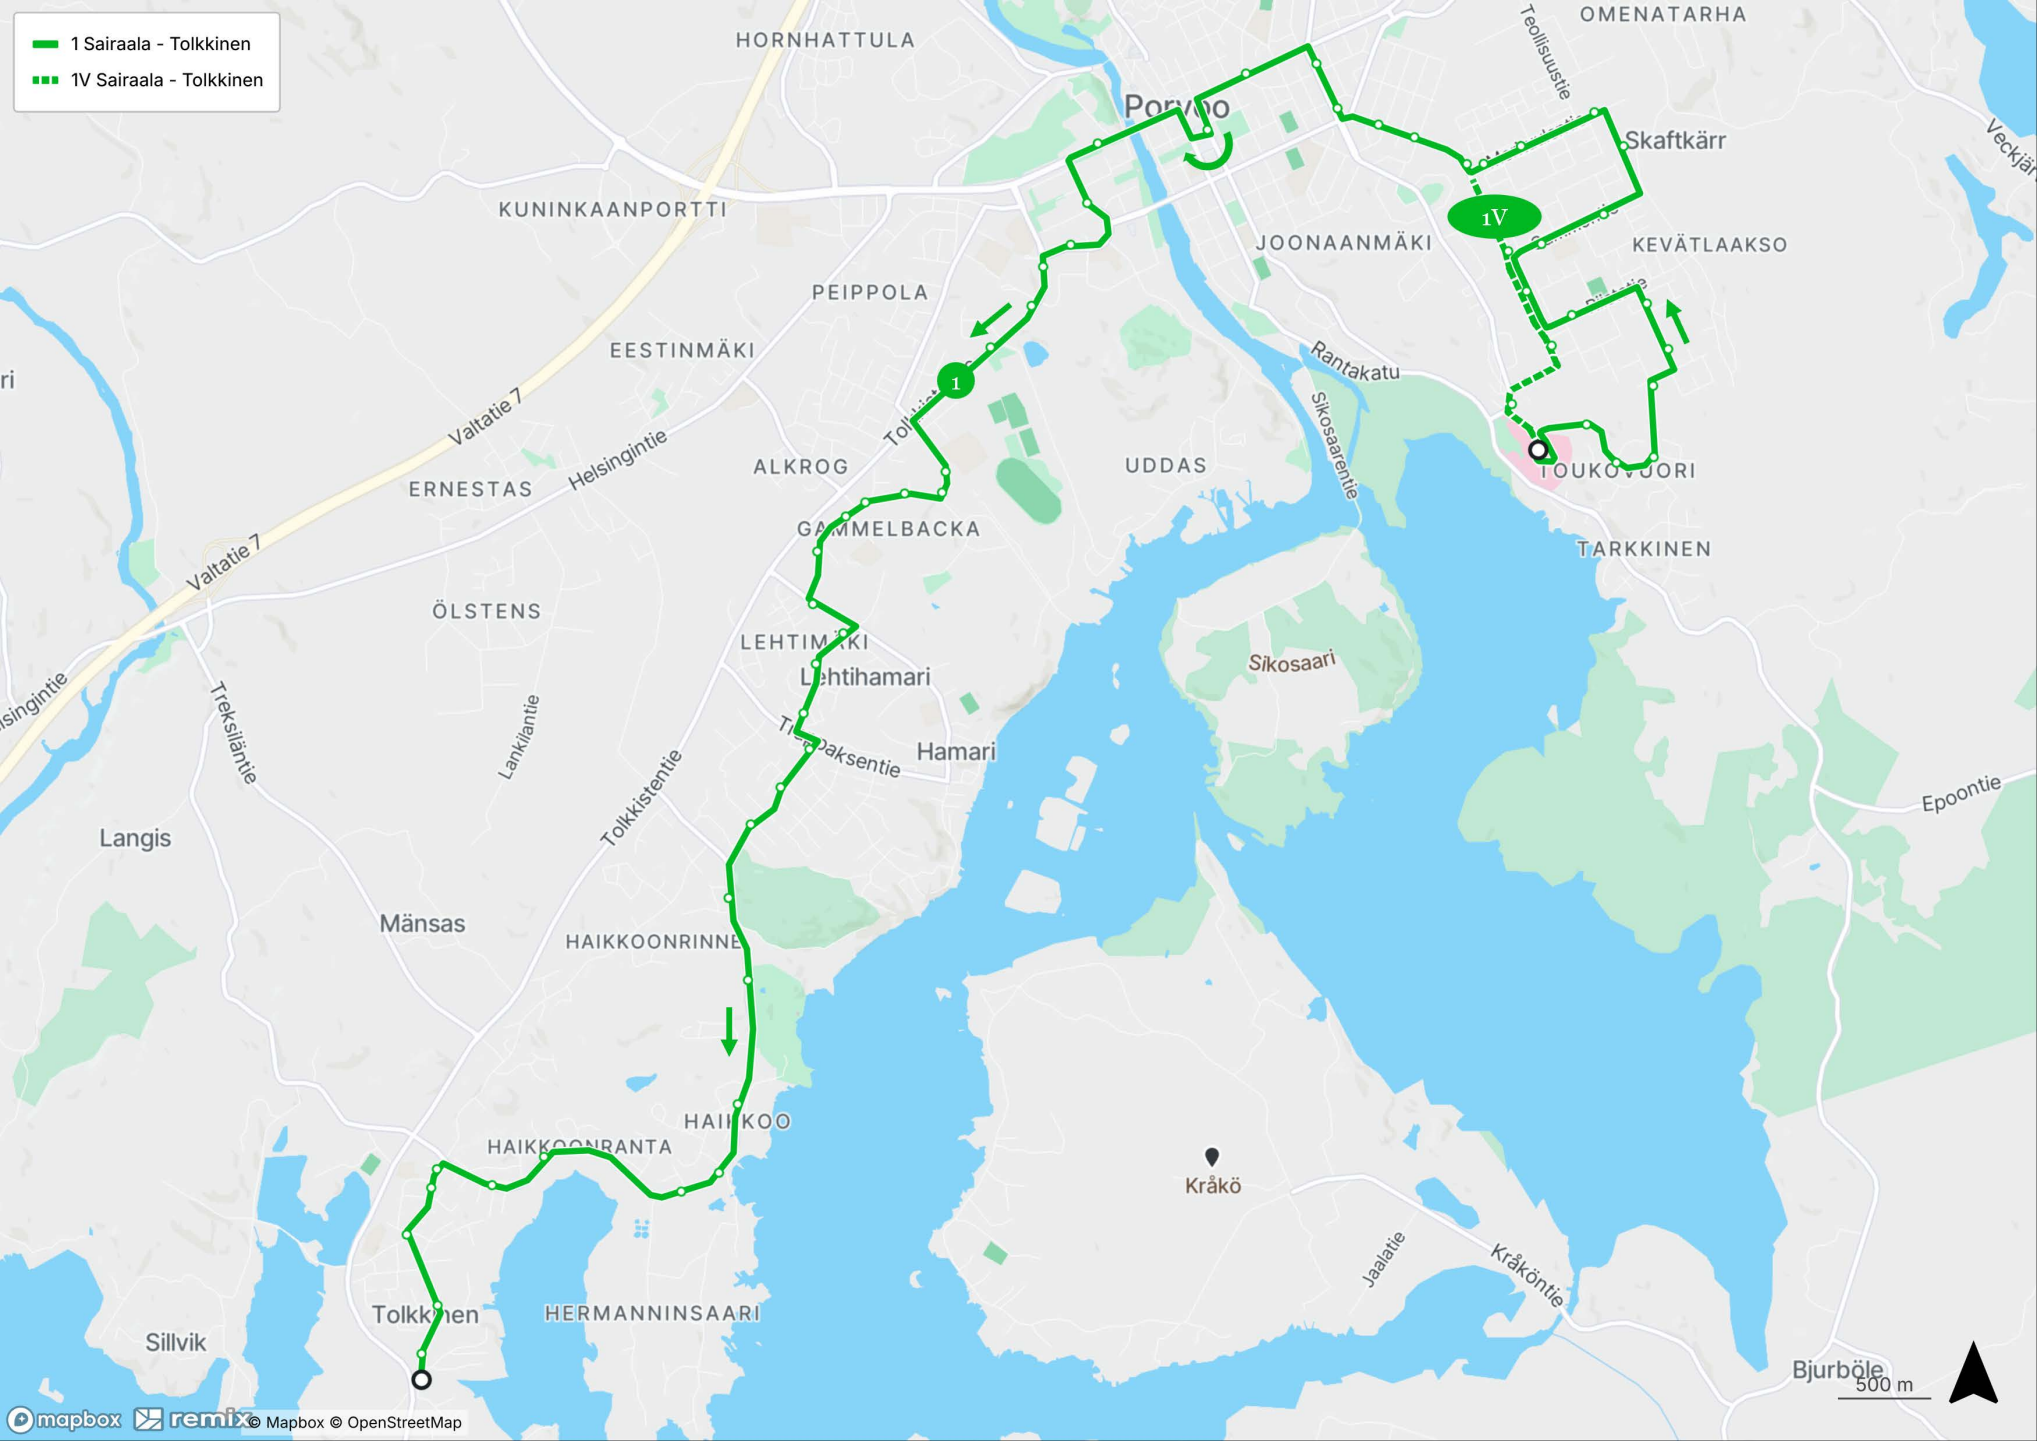 1 Sairaala - Tolkkinen
1V Sairaala - Tolkkinen
OMENATARHA
Teollisuustie
HORNHATTULA
Porvoo
Skaftkärr
KUNINKAANPORTTI
1V
JOONAANMÄKI
KEVÄTLAAKSO
PEIPPOLA
EESTINMÄKI
Rantakatu
1
Valtatie 7
Sikosaarentie
Helsingintie
ALKROG
UDDAS
TOUKOVUORI
ERNESTAS
GAMMELBACKA
TARKKINEN
Valtatie 7
ÖLSTENS
LEHTIMÄKI
Sikosaari
Lehtihamari
Treksiläntie
Lankilantie
Hamari
Tolkkistentie
Epoontie
Langis
Mänsas
HAIKKOONRINNE
HAIKKOO
HAIKKOONRANTA
Kråkö
Jaalatie
Kråköntie
Tolkkinen
HERMANNINSAARI
Sillvik
Bjurböle
500 m
mapbox
remix
© Mapbox © OpenStreetMap